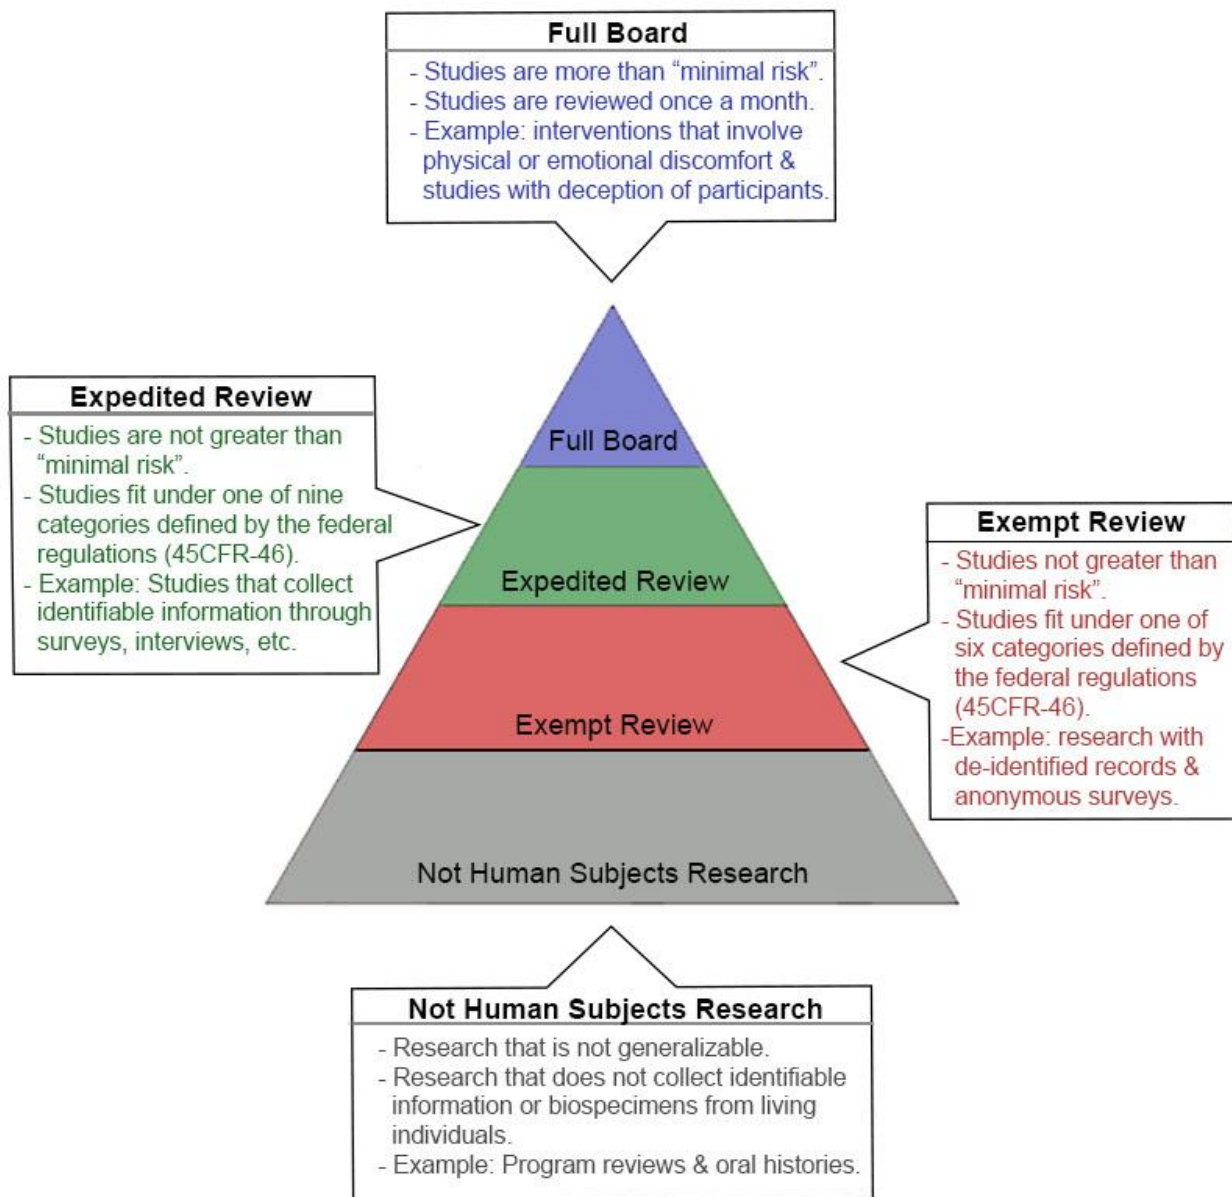 Full Board
- Studies are more than “minimal risk”.
- Studies are reviewed once a month.
- Example: interventions that involve
physical or emotional discomfort &
studies with deception of participants.
Expedited Review
- Studies are not greater than
“minimal risk”.
- Studies fit under one of nine
categories defined by the federal
regulations (45CFR-46).
- Example: Studies that collect
identifiable information through
surveys, interviews, etc.
Full Board
Expedited Review
Exempt Review
Not Human Subjects Research
Exempt Review
- Studies not greater than
“minimal risk”.
- Studies fit under one of
six categories defined by
the federal regulations
(45CFR-46).
-Example: research with
de-identified records &
anonymous surveys.
Not Human Subjects Research
- Research that is not generalizable.
- Research that does not collect identifiable
information or biospecimens from living
individuals.
- Example: Program reviews & oral histories.